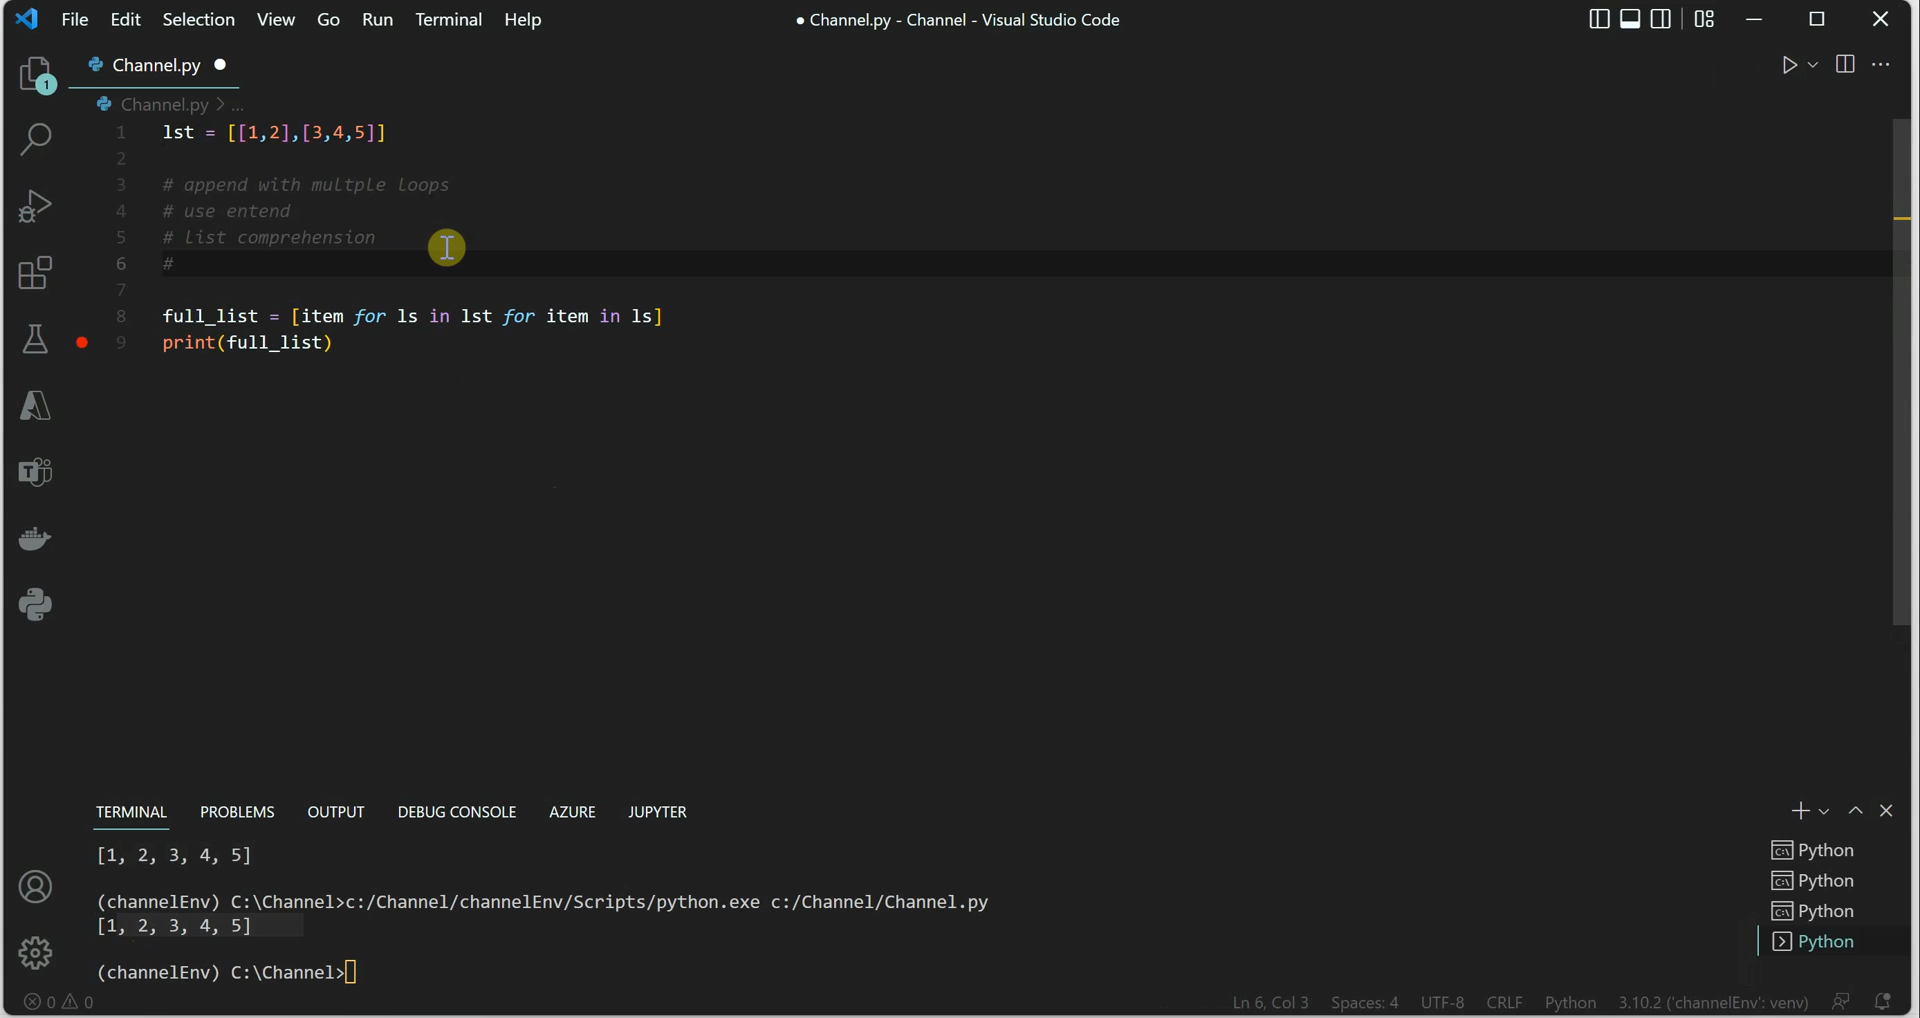 File Edit Selection View Go Run Terminal Help
● Channel.py - Channel - Visual Studio Code
Channel.py ●
1
Channel.py > ...
1 lst = [[1,2],[3,4,5]]
2
3 # append with multple loops
4 # use entend
5 # list comprehension
6 #
7
8 full_list = [item for ls in lst for item in ls]
9 print(full_list)
TERMINAL PROBLEMS OUTPUT DEBUG CONSOLE AZURE JUPYTER
[1, 2, 3, 4, 5]
(channelEnv) C:\Channel>c:/Channel/channelEnv/Scripts/python.exe c:/Channel/Channel.py
[1, 2, 3, 4, 5]
(channelEnv) C:\Channel>
Python
Python
Python
Python
0 0
Ln 6, Col 3 Spaces: 4 UTF-8 CRLF Python 3.10.2 ('channelEnv': venv)